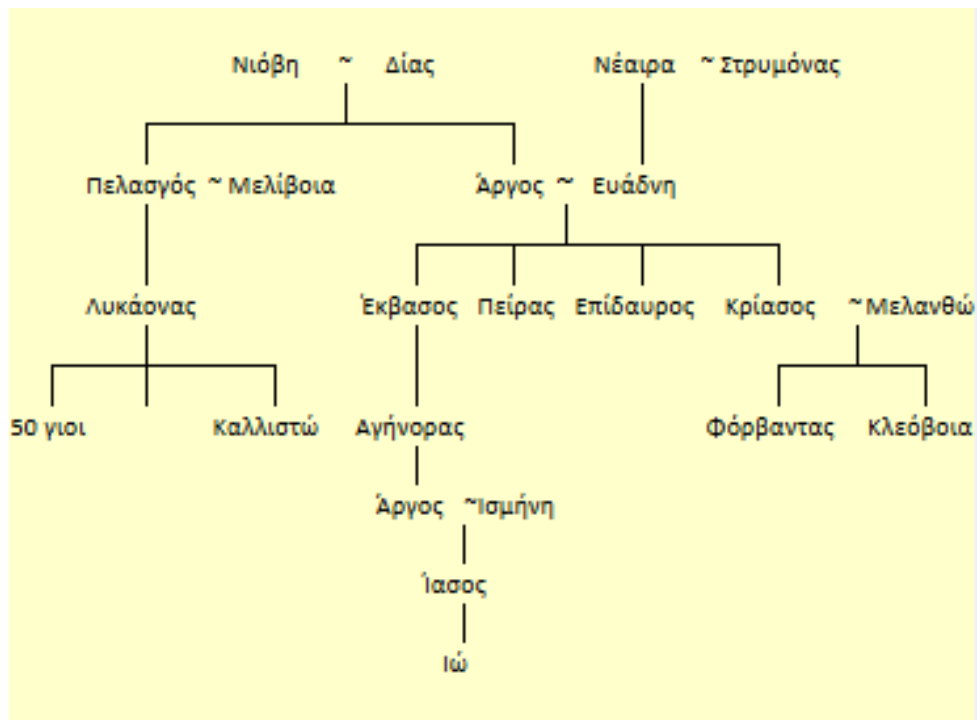 Νιόβη ~ Δίας Νέαιρα ~ Στρυμόνας
Πελασγός ~ Μελίβοια Άργος ~ Ευάδνη
Λυκάονας Έκβασος Πείρας Επίδαυρος Κρίασος ~ Μελανθώ
50 γιοι Καλλιστώ Αγήνορας Φόρβαντας Κλεόβοια
Άργος ~Ισμήνη
Ίασος
Ιώ